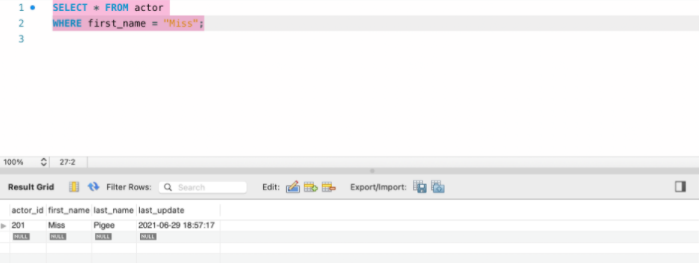 1 SELECT * FROM actor
2 WHERE first_name = "Miss";
3
100% 27:2
Result Grid Filter Rows: Search Edit: Export/Import:
actor_id first_name last_name last_update
201 Miss Pigee 2021-06-29 18:57:17
NULL NULL NULL NULL